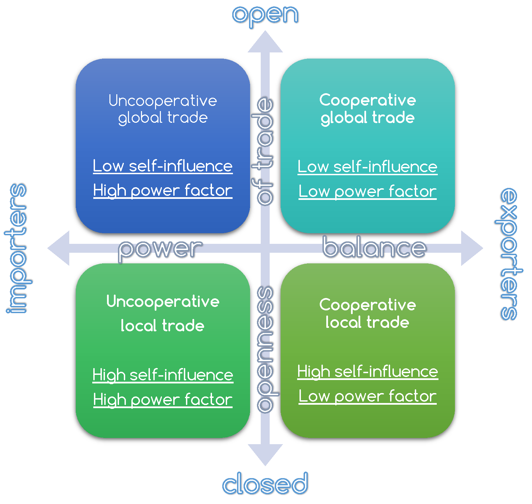 open
Uncooperative
global trade
Low self-influence
High power factor
Cooperative
global trade
Low self-influence
Low power factor
of trade
importers
power
balance
exporters
openness
Uncooperative
local trade
High self-influence
High power factor
Cooperative
local trade
High self-influence
Low power factor
closed